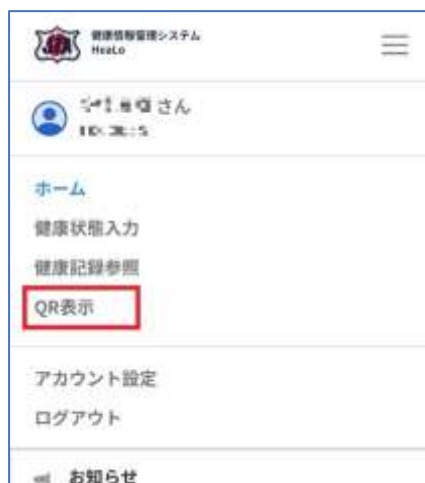 健康情報管理システム
HeaLo
さん
ホーム
健康状態入力
健康記録参照
QR表示
アカウント設定
ログアウト
お知らせ